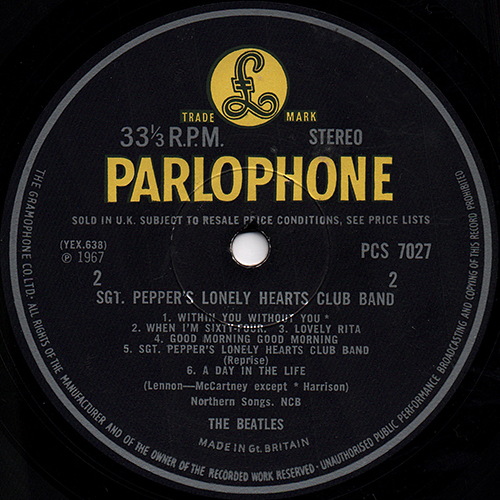 TRADE MARK
33⅓ R.P.M. STEREO
PARLOPHONE
SOLD IN U.K. SUBJECT TO RESALE PRICE CONDITIONS, SEE PRICE LISTS
(YEX.638) PCS 7027
℗ 1967
2 2
SGT. PEPPER'S LONELY HEARTS CLUB BAND
1. WITHIN YOU WITHOUT YOU *
2. WHEN I'M SIXTY-FOUR. 3. LOVELY RITA
4. GOOD MORNING GOOD MORNING
5. SGT. PEPPER'S LONELY HEARTS CLUB BAND
(Reprise)
6. A DAY IN THE LIFE
(Lennon—McCartney except * Harrison)
Northern Songs. NCB
THE BEATLES
MADE IN Gt. BRITAIN
THE GRAMOPHONE CO. LTD. · ALL RIGHTS OF THE MANUFACTURER AND OF THE OWNER OF THE RECORDED WORK RESERVED · UNAUTHORISED PUBLIC PERFORMANCE BROADCASTING AND COPYING OF THIS RECORD PROHIBITED